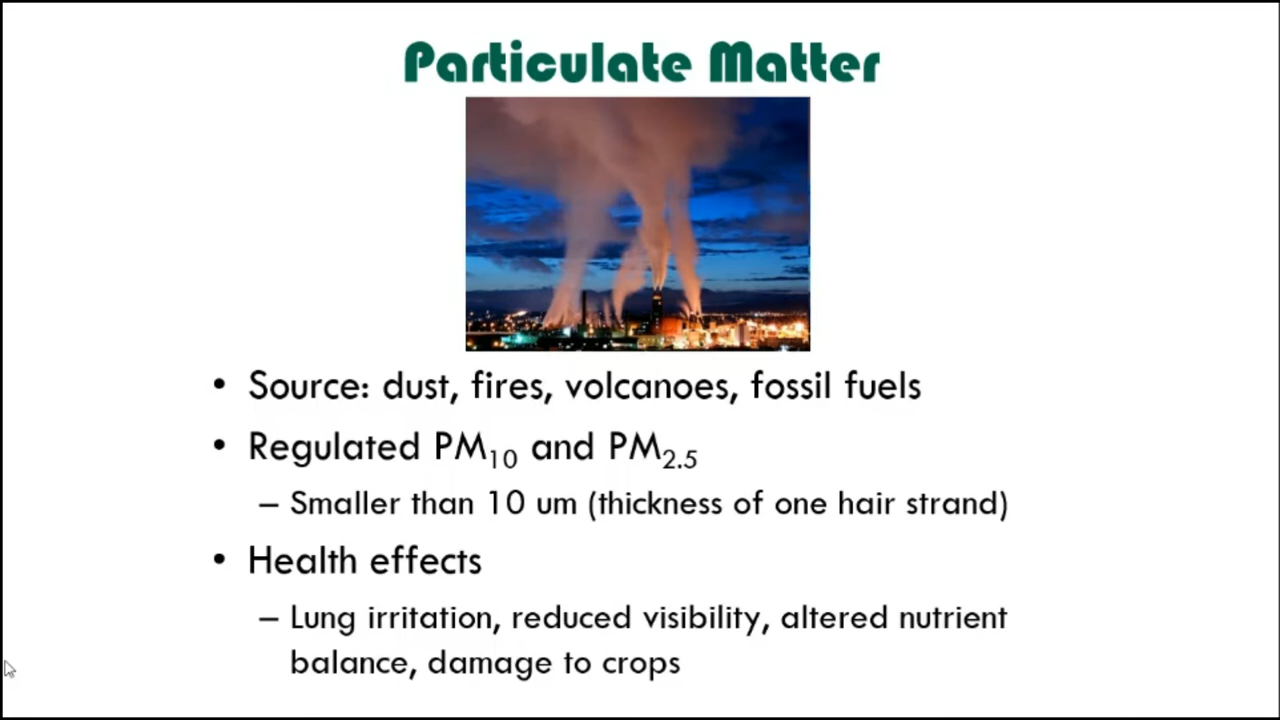 Particulate Matter
• Source: dust, fires, volcanoes, fossil fuels
• Regulated PM₁₀ and PM₂.₅
– Smaller than 10 um (thickness of one hair strand)
• Health effects
– Lung irritation, reduced visibility, altered nutrient
balance, damage to crops